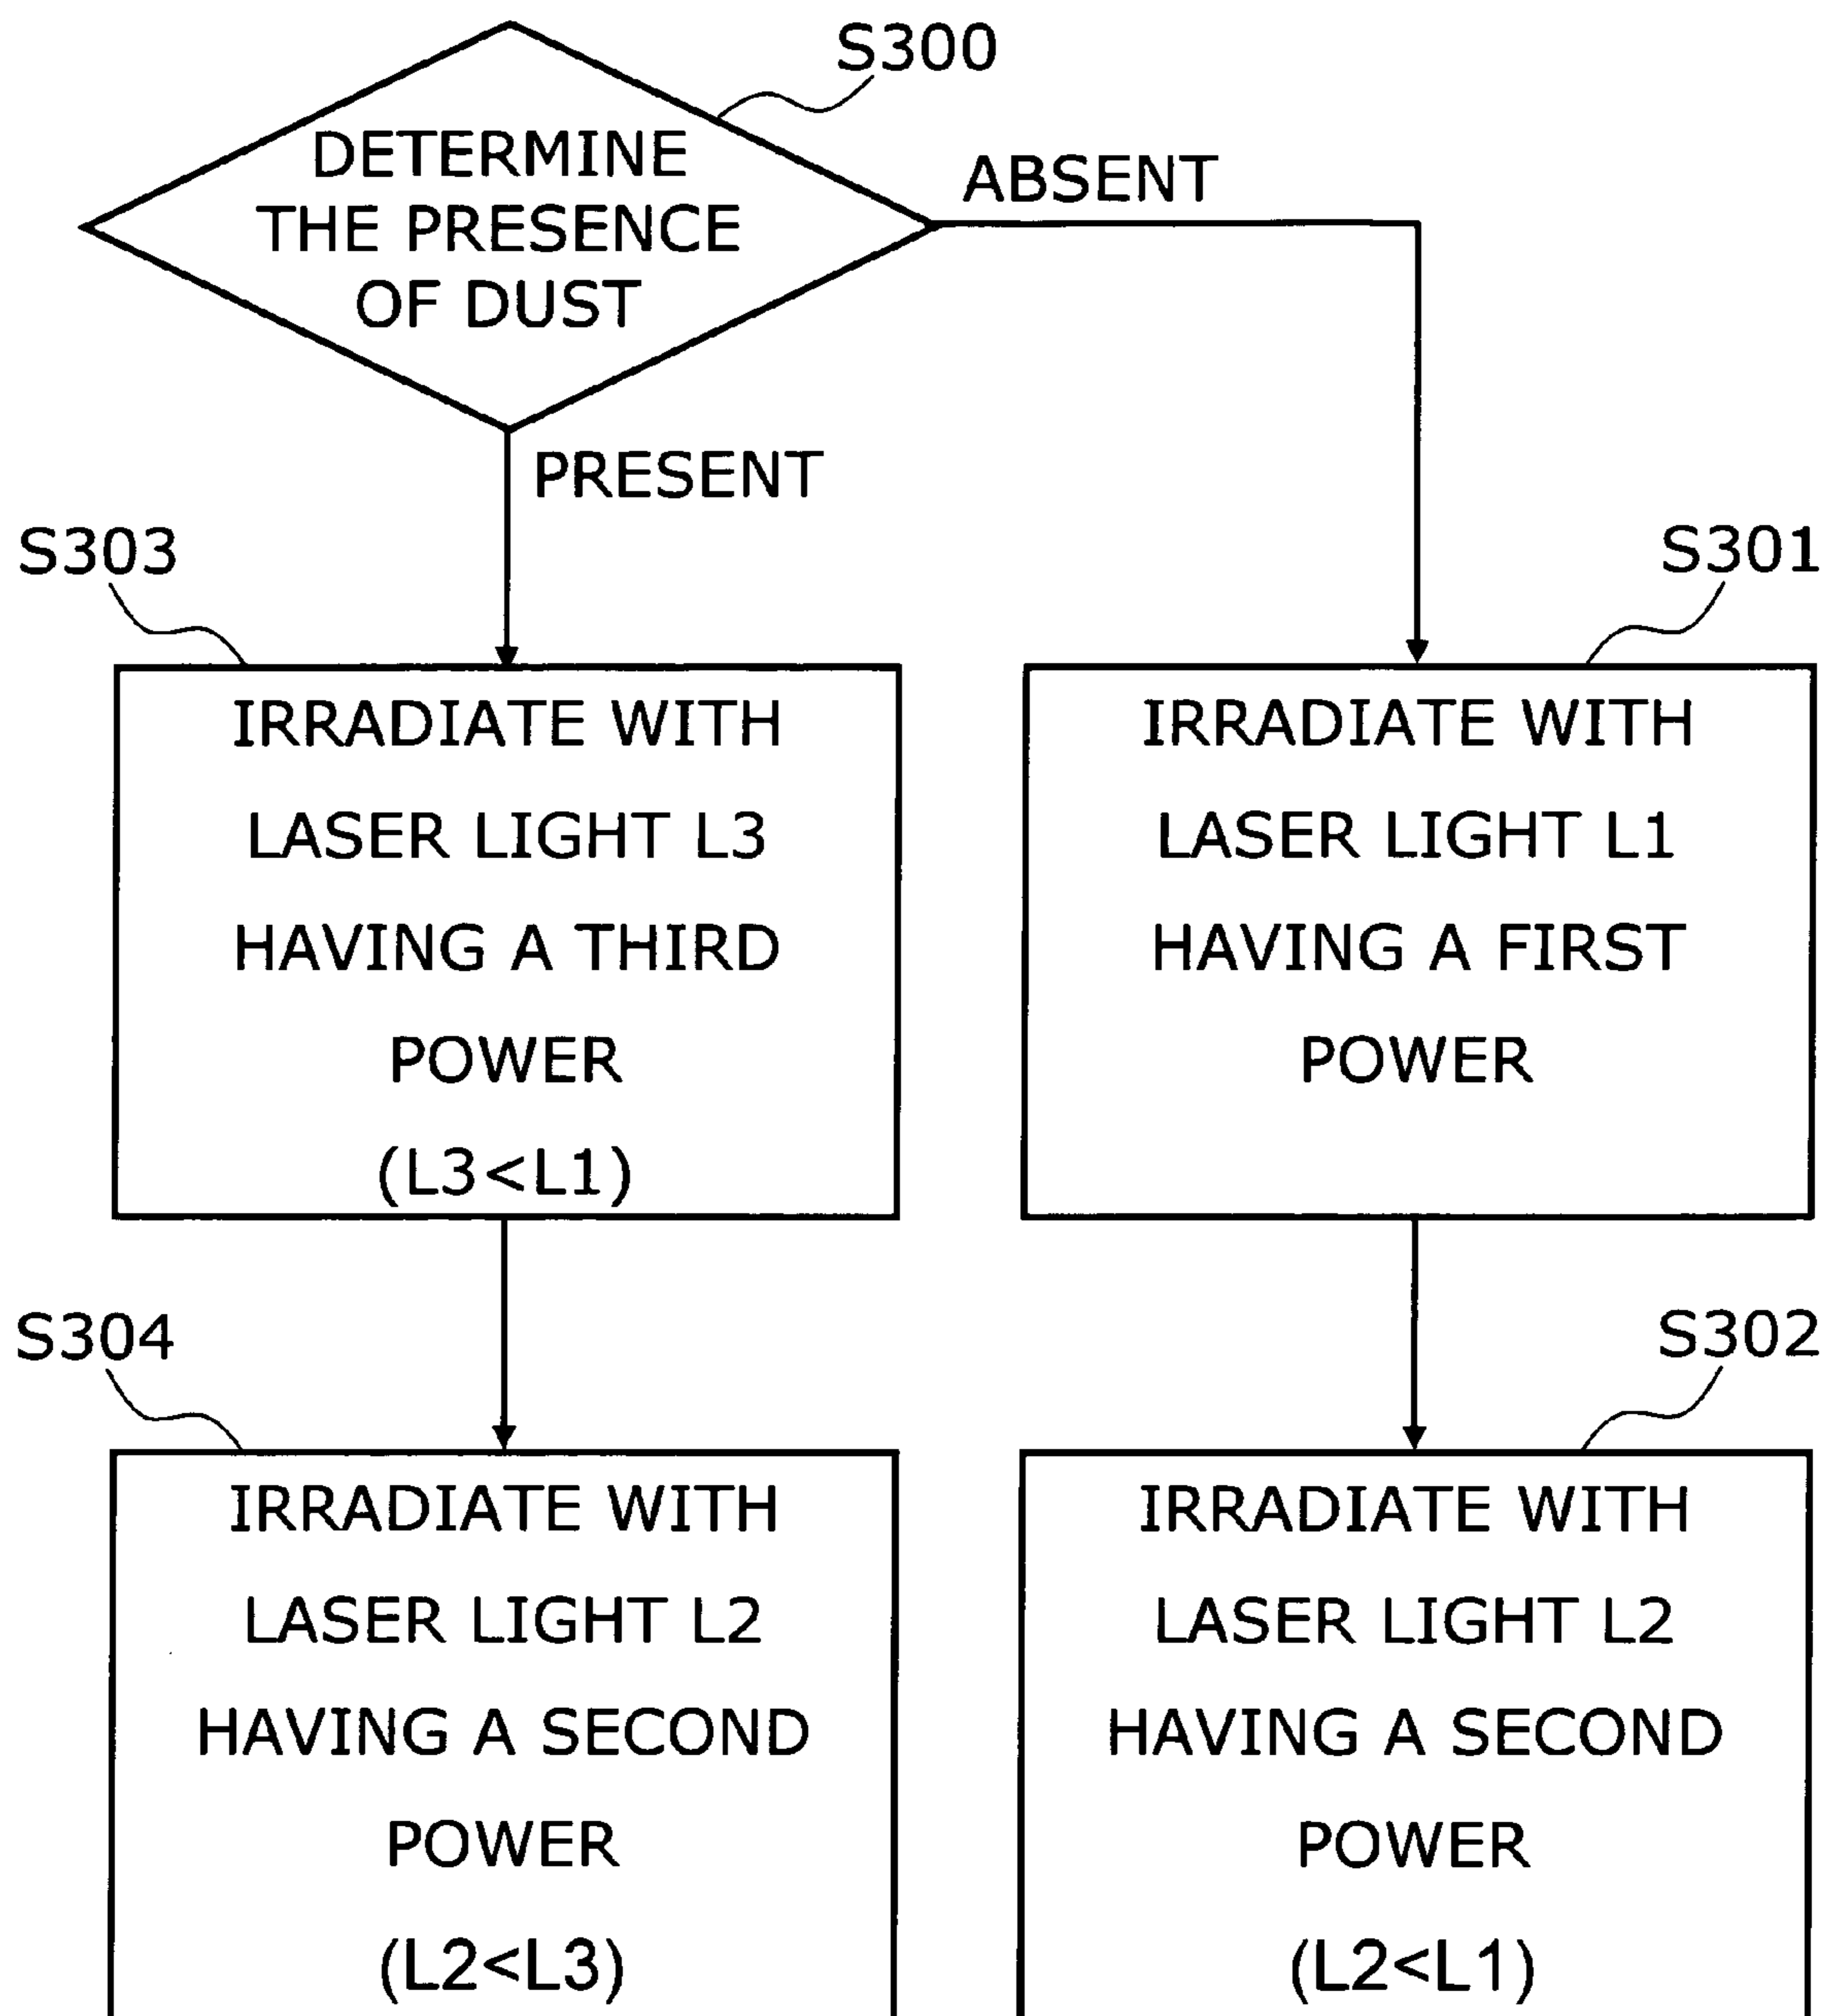 S300
DETERMINE
THE PRESENCE
OF DUST
ABSENT
PRESENT
S303
IRRADIATE WITH
LASER LIGHT L3
HAVING A THIRD
POWER
(L3<L1)
S301
IRRADIATE WITH
LASER LIGHT L1
HAVING A FIRST
POWER
S304
IRRADIATE WITH
LASER LIGHT L2
HAVING A SECOND
POWER
(L2<L3)
S302
IRRADIATE WITH
LASER LIGHT L2
HAVING A SECOND
POWER
(L2<L1)